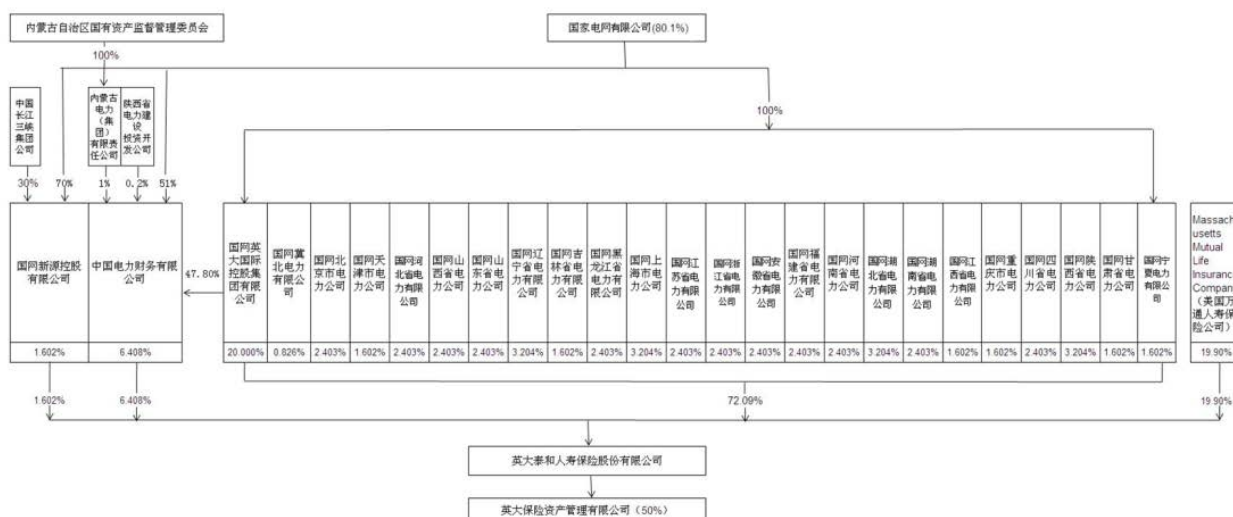 内蒙古自治区国有资产监督管理委员会
国家电网有限公司(80.1%)
100%
100%
中国
长江
三峡
集团
公司
内蒙古
电力
（集
团）
有限责
任公司
陕西省
电力建
设
投资开
发公司
30%
70%
1%
0.2%
51%
国网新源控股
有限公司
中国电力财务有限公
司
47.80%
国网英
大国际
控股集
团有限
公司
国网冀
北电力
有限公
司
国网北
京市电
力公司
国网天
津市电
力公司
国网河
北省电
力有限
公司
国网山
西省电
力公司
国网山
东省电
力公司
国网辽
宁省电
力有限
公司
国网吉
林省电
力有限
公司
国网黑
龙江省
电力有
限公司
国网上
海市电
力公司
国网江
苏省电
力有限
公司
国网浙
江省电
力有限
公司
国网安
徽省电
力有限
公司
国网福
建省电
力有限
公司
国网河
南省电
力公司
国网湖
北省电
力有限
公司
国网湖
南省电
力有限
公司
国网江
西省电
力有限
公司
国网重
庆市电
力公司
国网四
川省电
力公司
国网陕
西省电
力公司
国网甘
肃省电
力公司
国网宁
夏电力
有限公
司
Massach
usetts
Mutual
Life
Insuranc
Company
（美国万
通人寿保
险公司）
1.602%
6.408%
20.000%
0.826%
2.403%
1.602%
2.403%
2.403%
2.403%
3.204%
1.602%
2.403%
3.204%
2.403%
2.403%
2.403%
2.403%
2.403%
3.204%
2.403%
1.602%
1.602%
2.403%
3.204%
1.602%
1.602%
19.90%
1.602%
6.408%
72.09%
19.90%
英大泰和人寿保险股份有限公司
英大保险资产管理有限公司（50%）